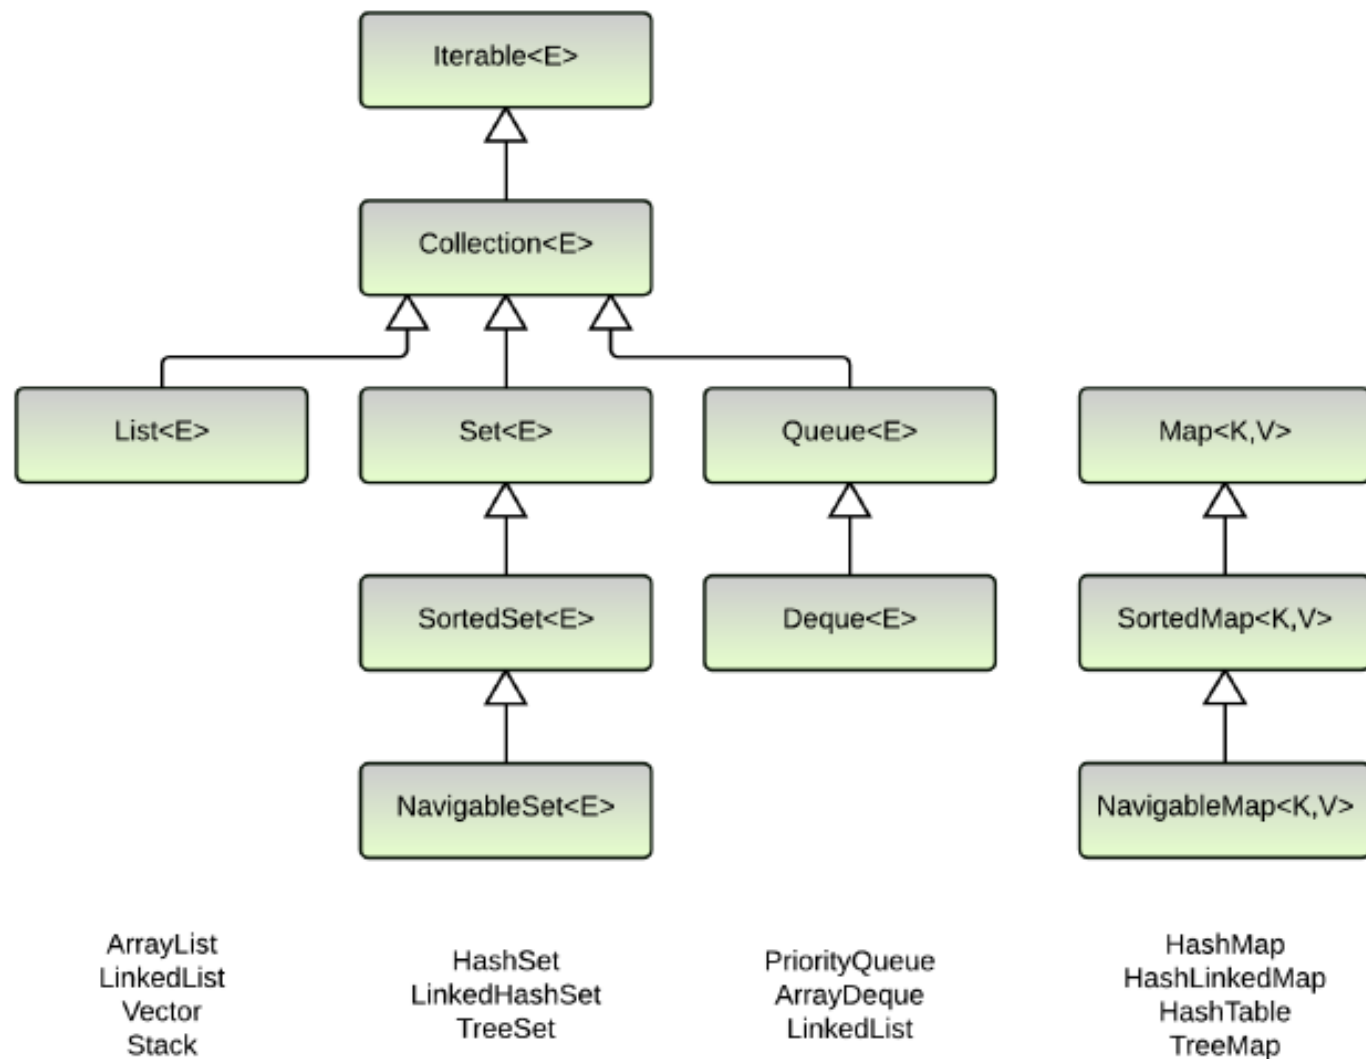 Iterable<E>
Collection<E>
List<E>
Set<E>
Queue<E>
Map<K,V>
SortedSet<E>
Deque<E>
SortedMap<K,V>
NavigableSet<E>
NavigableMap<K,V>
ArrayList
LinkedList
Vector
Stack
HashSet
LinkedHashSet
TreeSet
PriorityQueue
ArrayDeque
LinkedList
HashMap
HashLinkedMap
HashTable
TreeMap